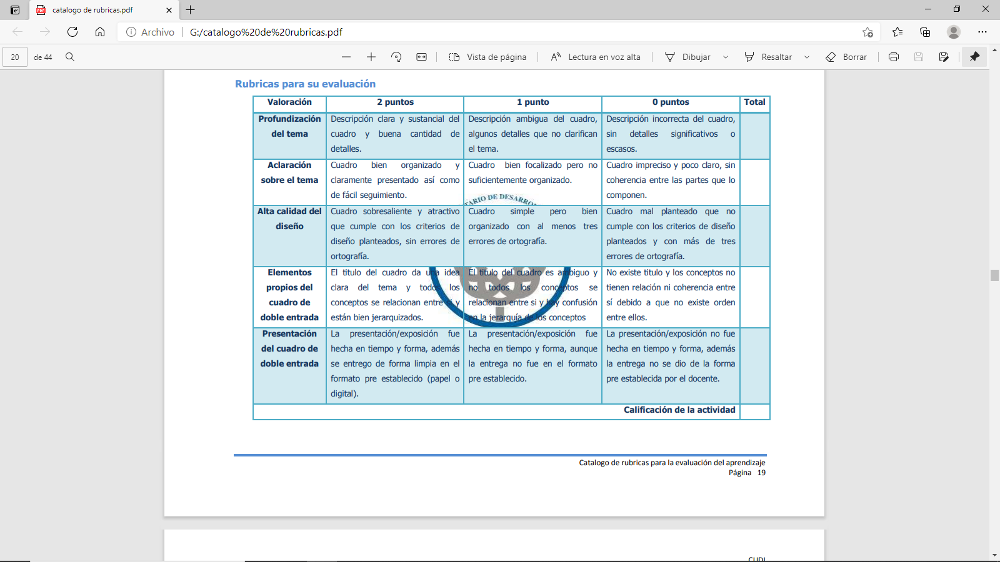 catalogo de rubricas.pdf
Archivo
G:/catalogo%20de%20rubricas.pdf
20
de 44
Vista de página
Lectura en voz alta
Dibujar
Resaltar
Borrar
Rubricas para su evaluación
Valoración
2 puntos
1 punto
0 puntos
Total
Profundización
del tema
Descripción clara y sustancial del
cuadro y buena cantidad de
detalles.
Descripción ambigua del cuadro,
algunos detalles que no clarifican
el tema.
Descripción incorrecta del cuadro,
sin detalles significativos o
escasos.
Aclaración
sobre el tema
Cuadro bien organizado y
claramente presentado así como
de fácil seguimiento.
Cuadro bien focalizado pero no
suficientemente organizado.
Cuadro impreciso y poco claro, sin
coherencia entre las partes que lo
componen.
Alta calidad del
diseño
Cuadro sobresaliente y atractivo
que cumple con los criterios de
diseño planteados, sin errores de
ortografía.
Cuadro simple pero bien
organizado con al menos tres
errores de ortografía.
Cuadro mal planteado que no
cumple con los criterios de diseño
planteados y con más de tres
errores de ortografía.
Elementos
propios del
cuadro de
doble entrada
El titulo del cuadro da una idea
clara del tema y todos los
conceptos se relacionan entre si y
están bien jerarquizados.
El titulo del cuadro es ambiguo y
no todos los conceptos se
relacionan entre si y hay confusión
en la jerarquía de los conceptos
No existe titulo y los conceptos no
tienen relación ni coherencia entre
sí debido a que no existe orden
entre ellos.
Presentación
del cuadro de
doble entrada
La presentación/exposición fue
hecha en tiempo y forma, además
se entrego de forma limpia en el
formato pre establecido (papel o
digital).
La presentación/exposición fue
hecha en tiempo y forma, aunque
la entrega no fue en el formato
pre establecido.
La presentación/exposición no fue
hecha en tiempo y forma, además
la entrega no se dio de la forma
pre establecida por el docente.
Calificación de la actividad
Catalogo de rubricas para la evaluación del aprendizaje
Página 19